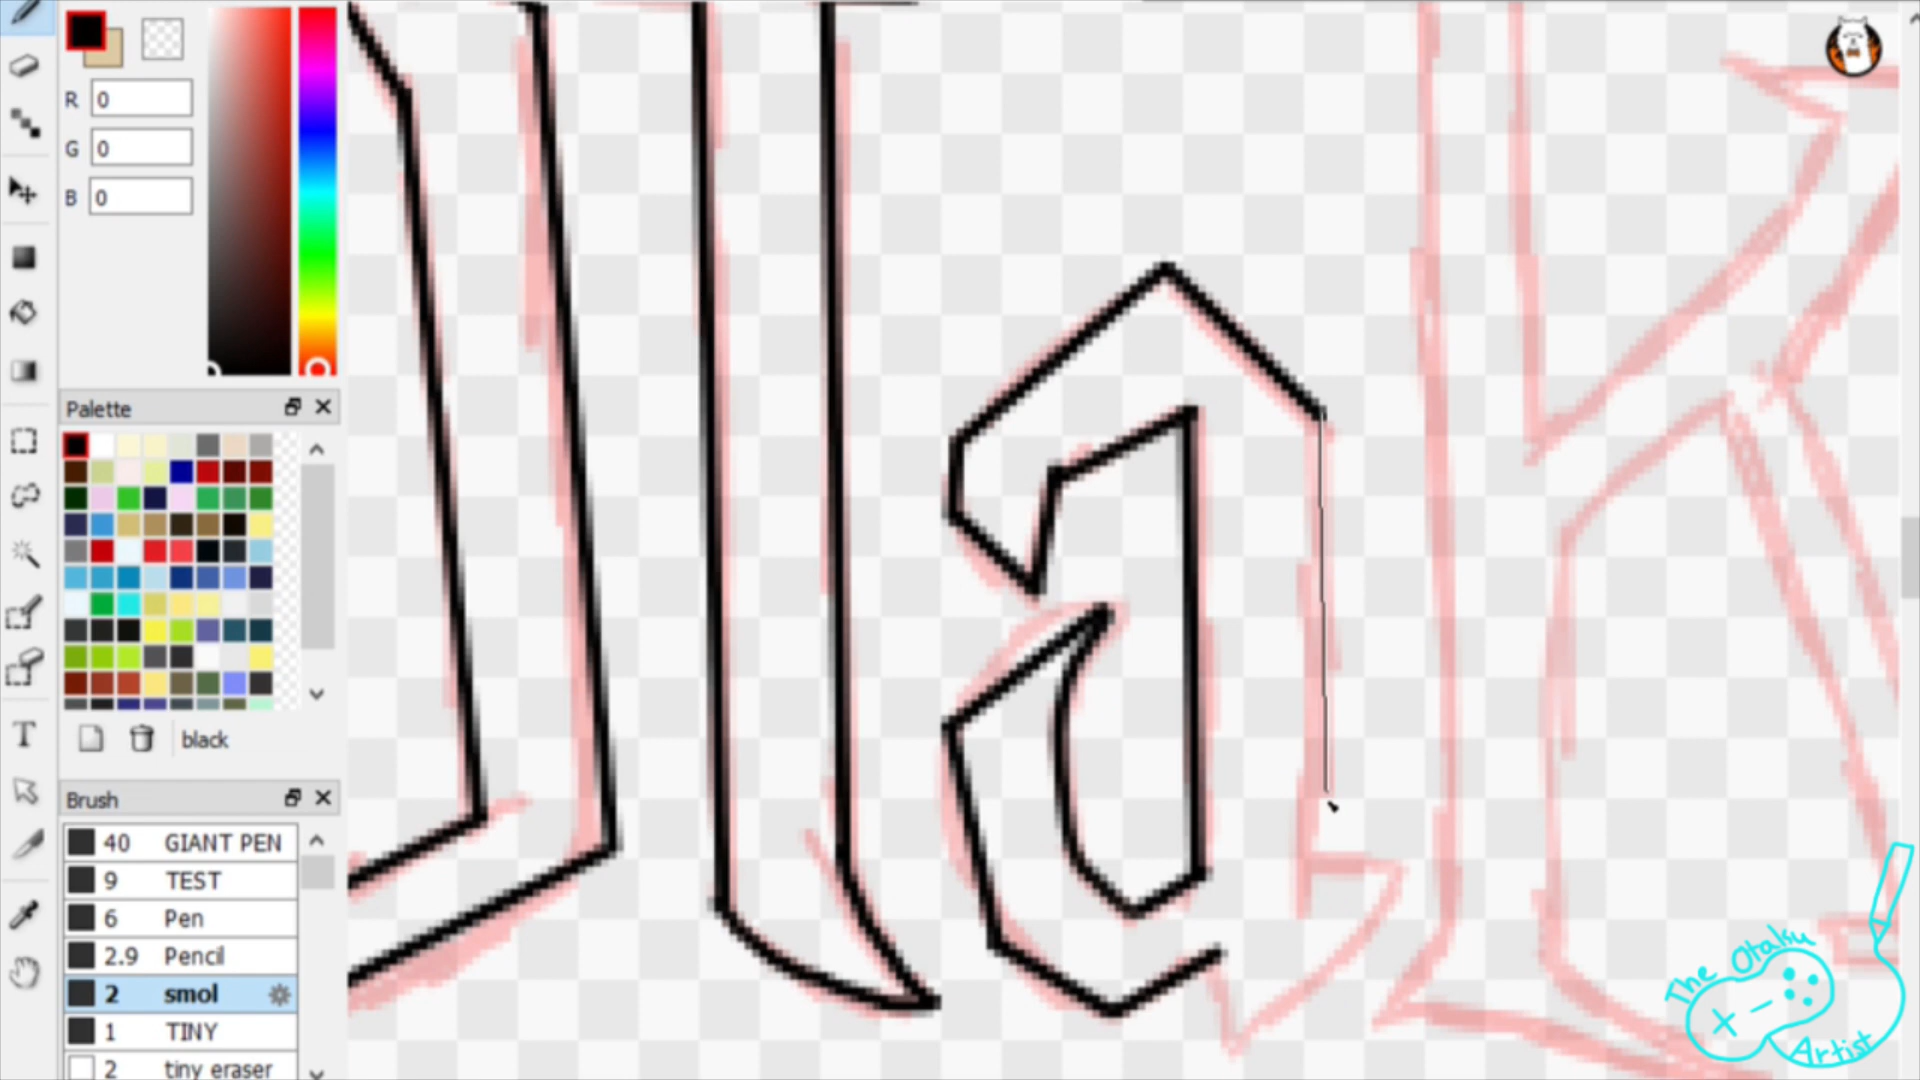 R 0
G 0
B 0
Palette
black
Brush
40 GIANT PEN
9 TEST
6 Pen
2.9 Pencil
2 smol
1 TINY
2 tiny eraser
T
la
The Otaku
Artist